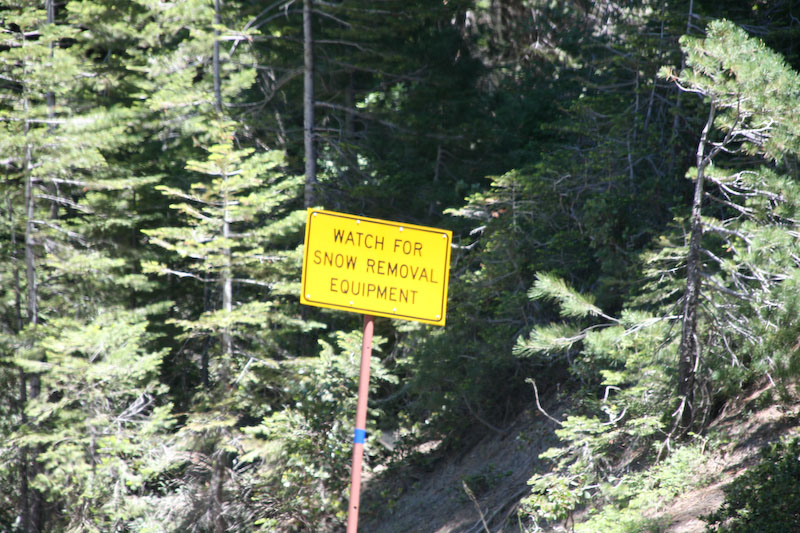 WATCH FOR
SNOW REMOVAL
EQUIPMENT